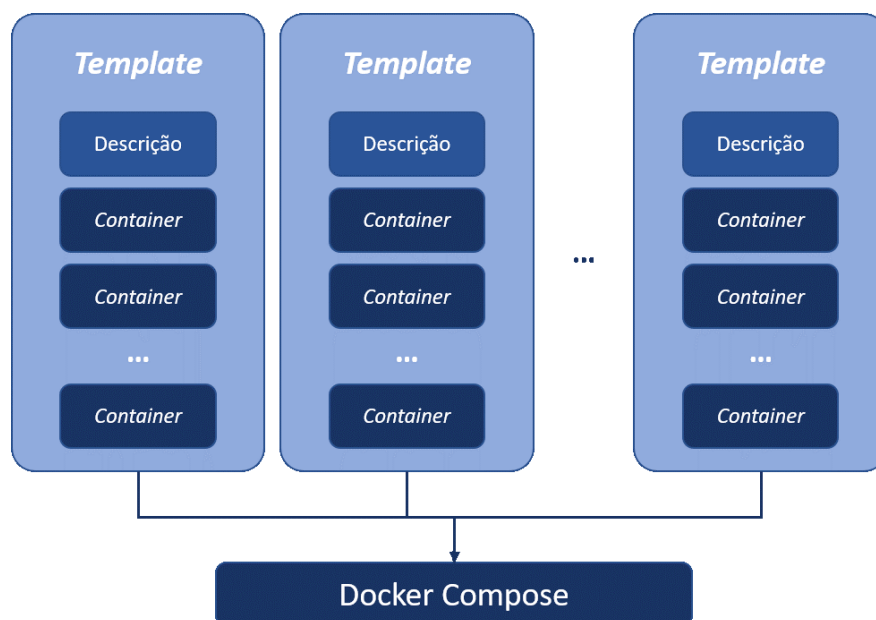 Template
Descrição
Container
Container
...
Container
Template
Descrição
Container
Container
...
Container
...
Template
Descrição
Container
Container
...
Container
Docker Compose